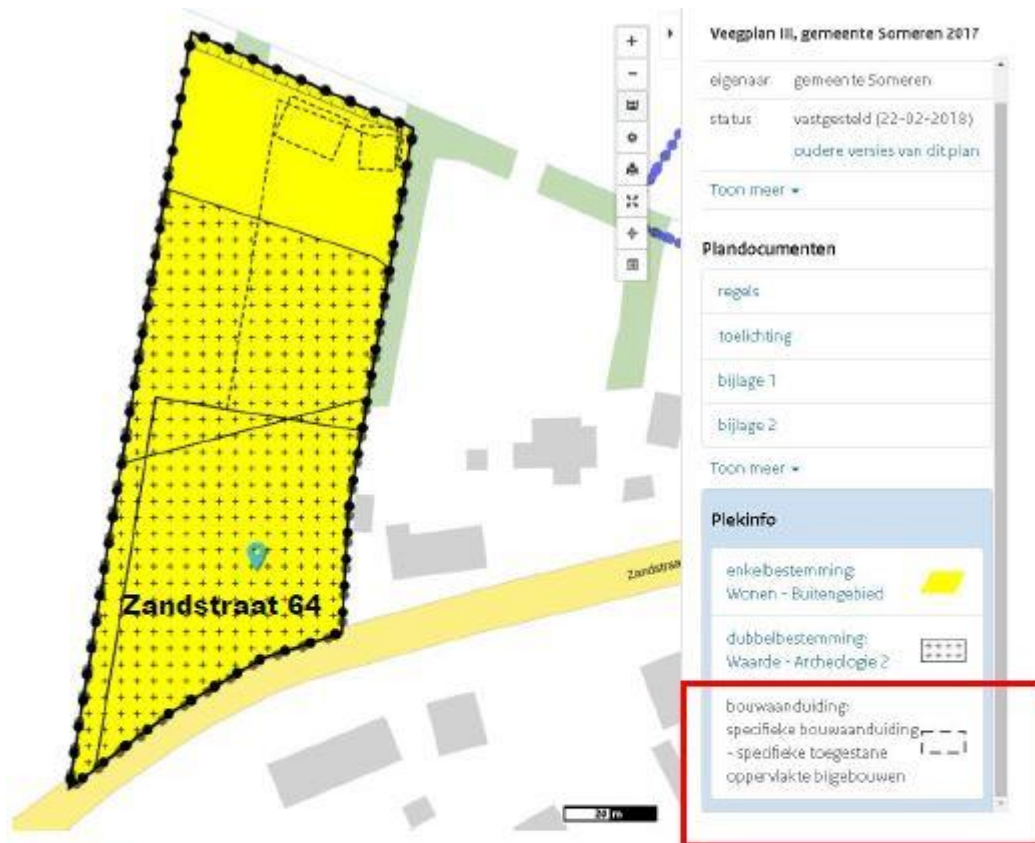 Veegplan III, gemeente Someren 2017
eigenaar gemeente Someren
status vastgesteld (22-02-2018)
oudere versies van dit plan
Toon meer
Plandocumenten
regels
toelichting
bijlage 1
bijlage 2
Toon meer
Plekinfo
enkelbestemming:
Wonen - Buitengebied
dubbelbestemming:
Waarde - Archeologie 2
bouwaanduiding:
specifieke bouwaanduiding
- specifieke toegestane
oppervlakte bijgebouwen
Zandstraat 64
Zandstraa
20 m